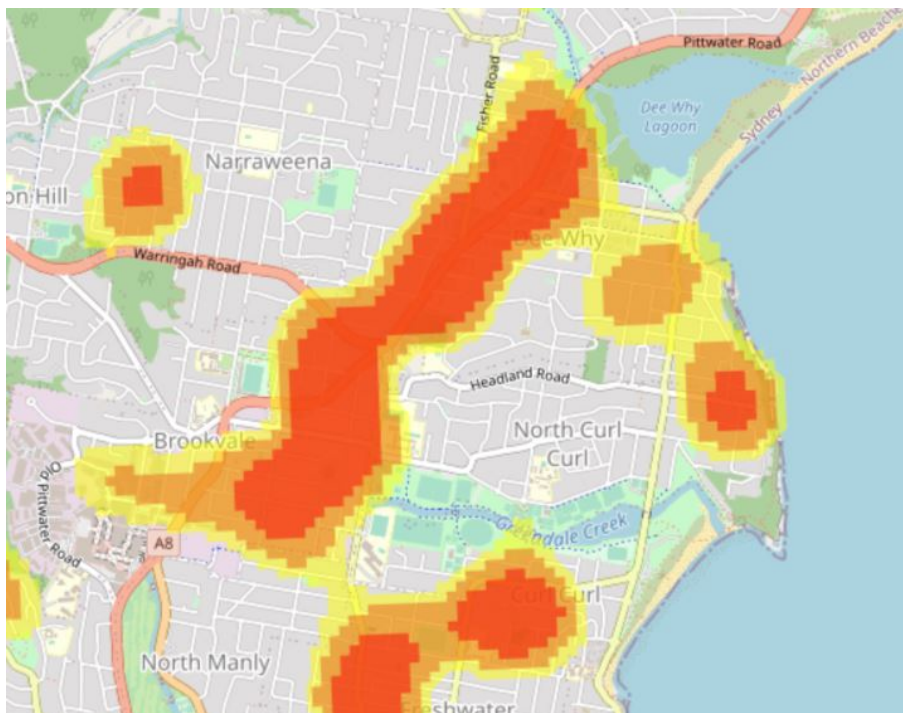 Pittwater Road
Fisher Road
Northern Beache
Dee Why
Lagoon
Sydney
Narraweena
on Hill
Dee Why
Warringah Road
Headland Road
Brookvale
North Curl
Curl
Old Pittwater Road
Greendale Creek
A8
Curl Curl
North Manly
Freshwater